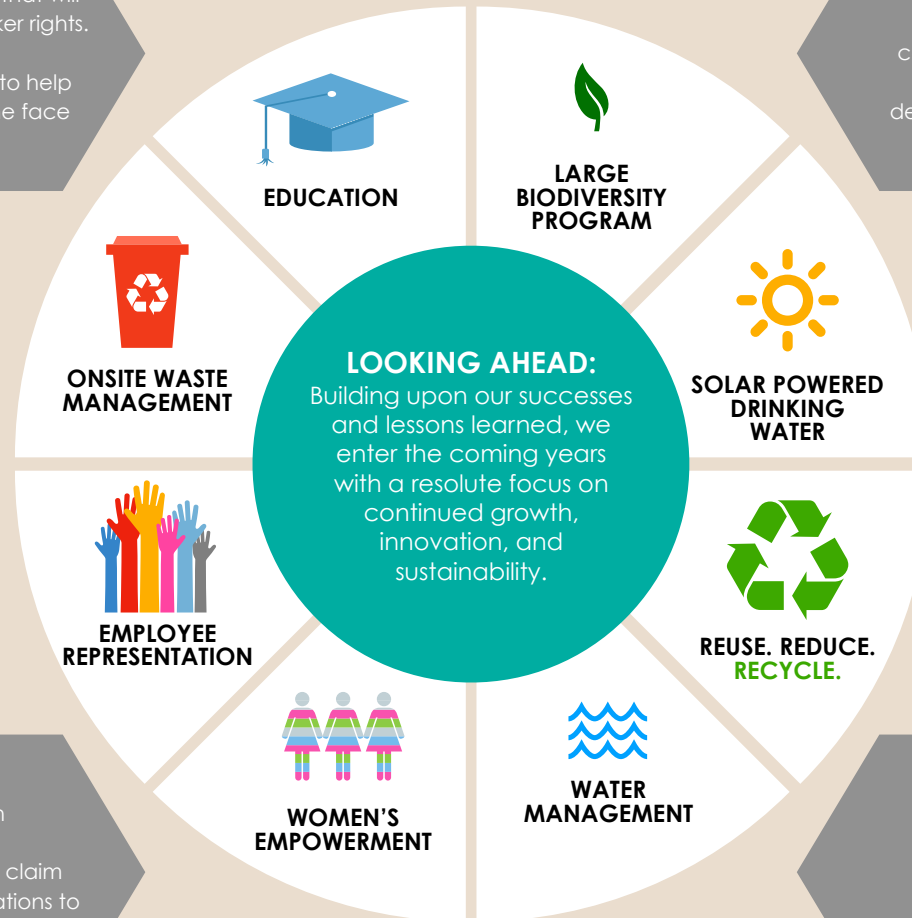 ker rights.
to help
e face
c
de
EDUCATION
LARGE
BIODIVERSITY
PROGRAM
ONSITE WASTE
MANAGEMENT
SOLAR POWERED
DRINKING
WATER
LOOKING AHEAD:
Building upon our successes
and lessons learned, we
enter the coming years
with a resolute focus on
continued growth,
innovation, and
sustainability.
EMPLOYEE
REPRESENTATION
REUSE. REDUCE.
RECYCLE.
WOMEN’S
EMPOWERMENT
WATER
MANAGEMENT
n
claim
ations to